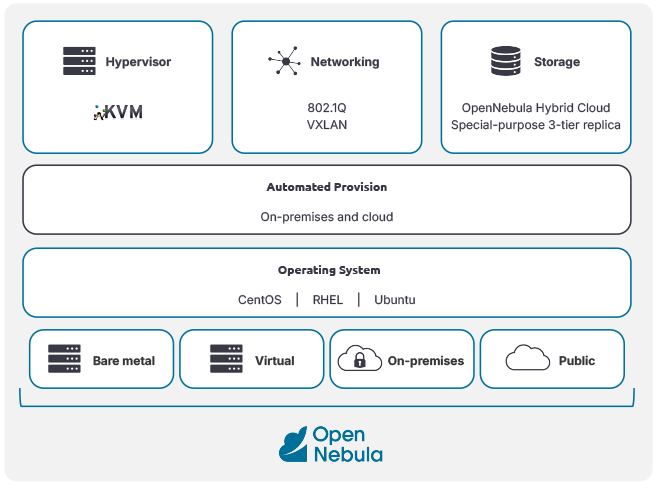 Hypervisor
KVM
Networking
802.1Q
VXLAN
Storage
OpenNebula Hybrid Cloud
Special-purpose 3-tier replica
Automated Provision
On-premises and cloud
Operating System
CentOS | RHEL | Ubuntu
Bare metal
Virtual
On-premises
Public
Open
Nebula